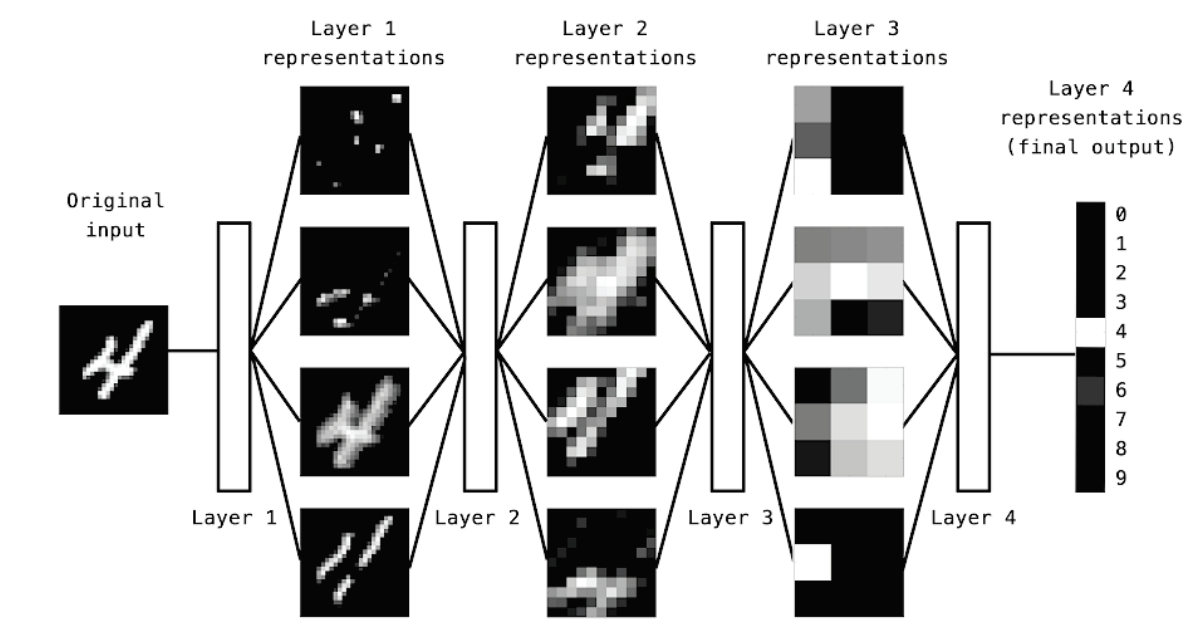 Layer 1
representations
Layer 2
representations
Layer 3
representations
Layer 4
representations
(final output)
Original
input
0
1
2
3
4
5
6
7
8
9
Layer 1
Layer 2
Layer 3
Layer 4